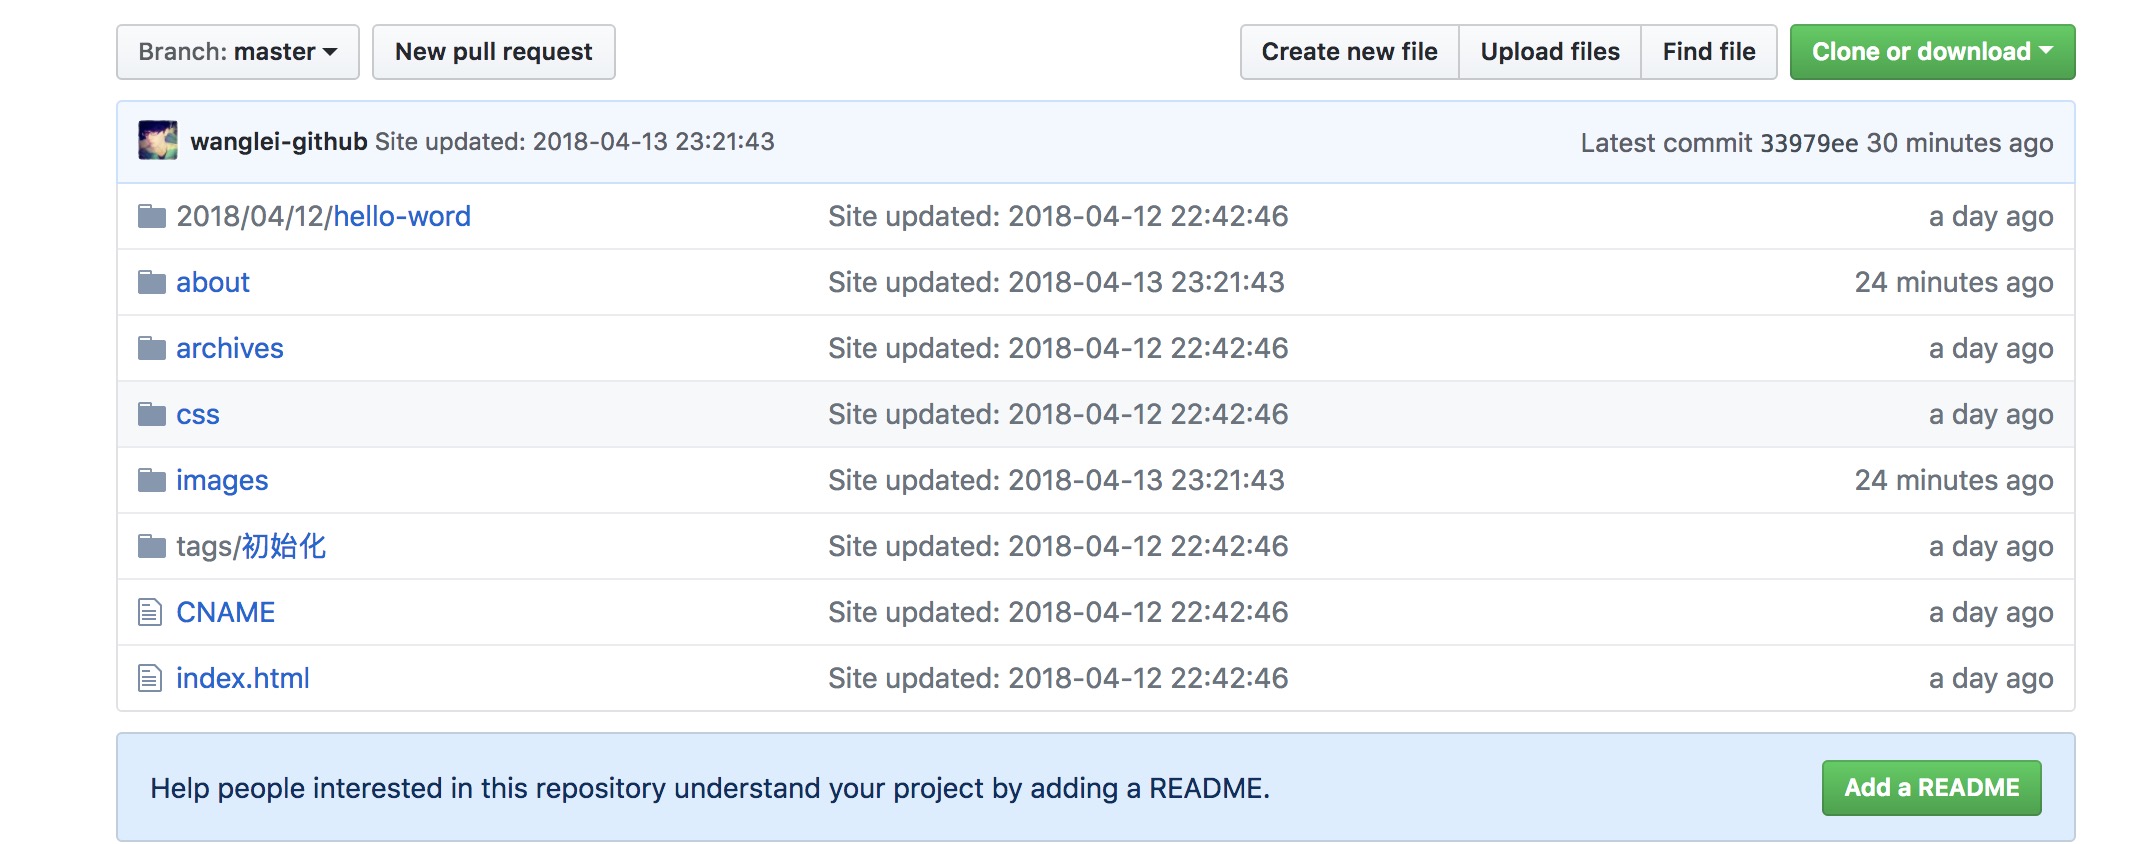 Branch: master New pull request Create new file Upload files Find file Clone or download
wanglei-github Site updated: 2018-04-13 23:21:43 Latest commit 33979ee 30 minutes ago
2018/04/12/hello-word Site updated: 2018-04-12 22:42:46 a day ago
about Site updated: 2018-04-13 23:21:43 24 minutes ago
archives Site updated: 2018-04-12 22:42:46 a day ago
css Site updated: 2018-04-12 22:42:46 a day ago
images Site updated: 2018-04-13 23:21:43 24 minutes ago
tags/初始化 Site updated: 2018-04-12 22:42:46 a day ago
CNAME Site updated: 2018-04-12 22:42:46 a day ago
index.html Site updated: 2018-04-12 22:42:46 a day ago
Help people interested in this repository understand your project by adding a README. Add a README